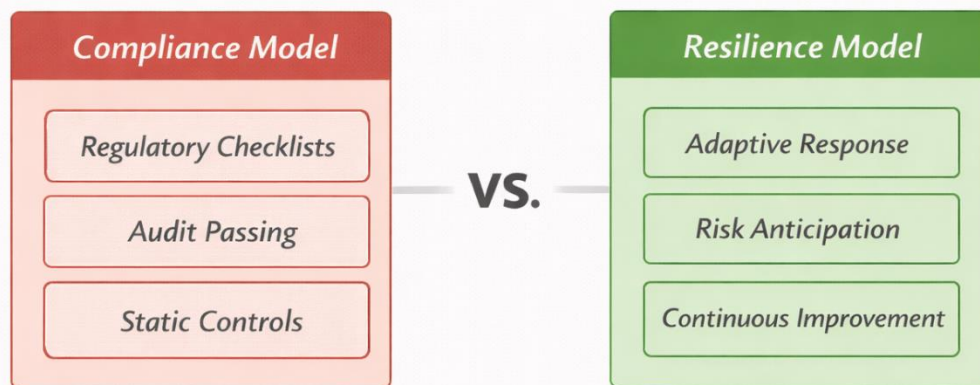 Compliance Model
Regulatory Checklists
Audit Passing
Static Controls
VS.
Resilience Model
Adaptive Response
Risk Anticipation
Continuous Improvement